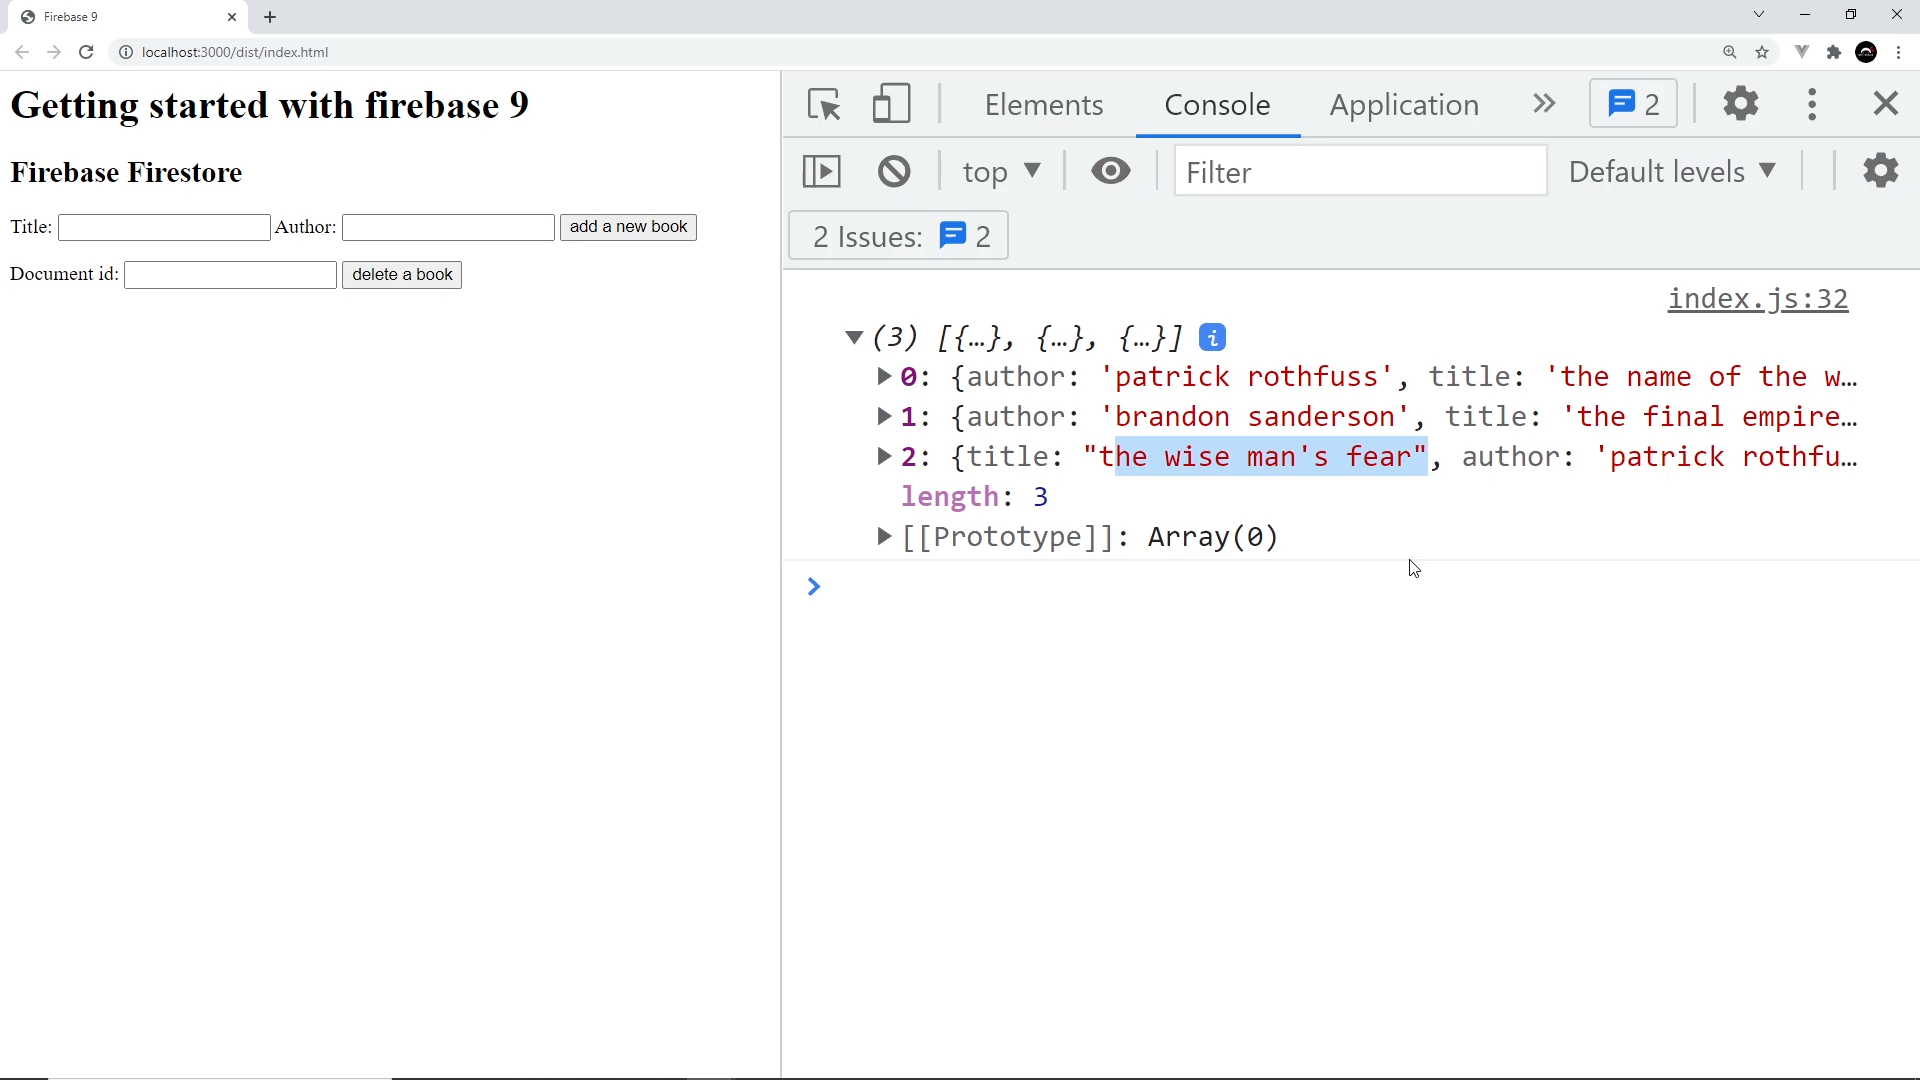 Firebase 9
localhost:3000/dist/index.html
Getting started with firebase 9
Firebase Firestore
Title: Author: add a new book
Document id: delete a book
Elements Console Application 2
top Filter Default levels
2 Issues: 2
index.js:32
(3) [{…}, {…}, {…}] i
0: {author: 'patrick rothfuss', title: 'the name of the w…
1: {author: 'brandon sanderson', title: 'the final empire…
2: {title: "the wise man's fear", author: 'patrick rothfu…
length: 3
[[Prototype]]: Array(0)